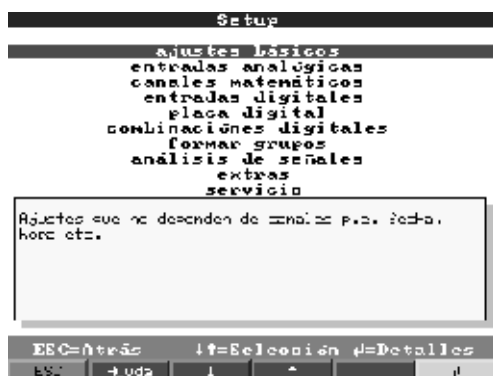 Setup
ajustes básicos
entradas analógicas
canales matemáticos
entradas digitales
placa digital
combinaciónes digitales
formar grupos
análisis de señales
extras
servicio
Ajustes que no dependen de canales p.e. fecha,
hora etc.
ESC=Atrás ↓↑=Selección ↲=Detalles
ESC Ayuda ↓ ↑ ↲